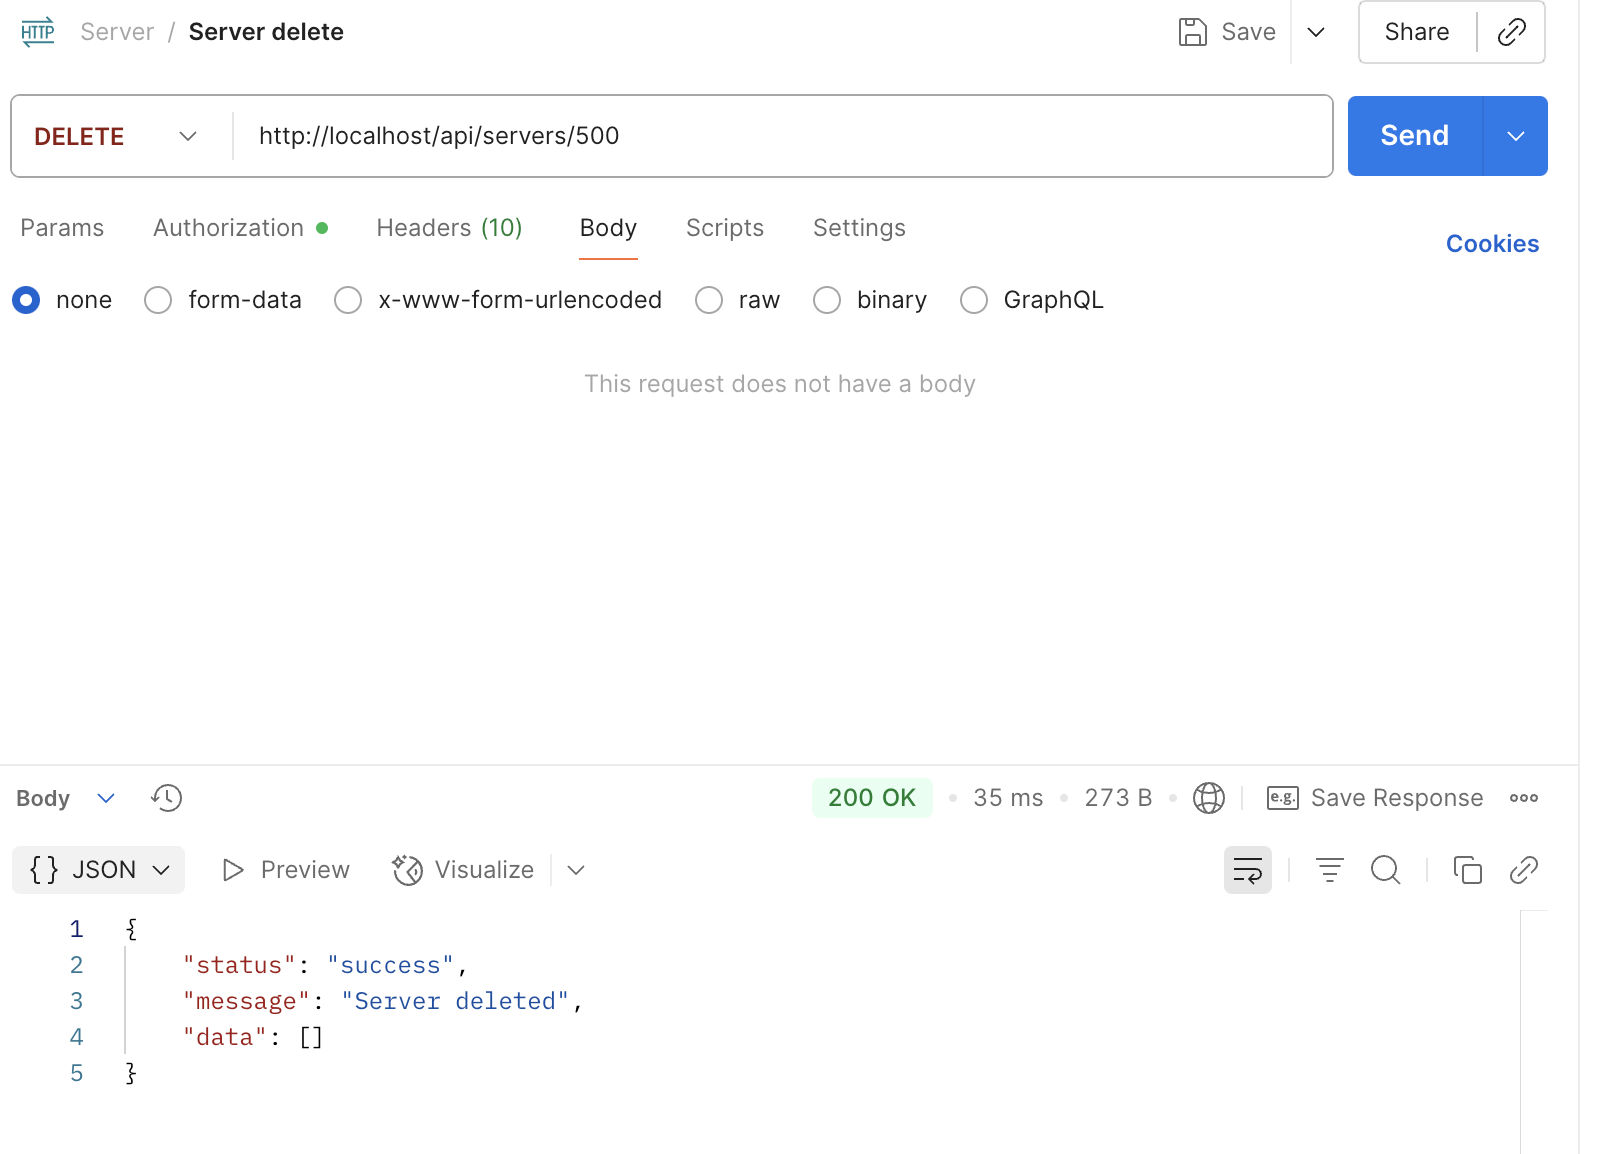 HTTP Server / Server delete Save Share
DELETE http://localhost/api/servers/500 Send
Params Authorization Headers (10) Body Scripts Settings Cookies
none form-data x-www-form-urlencoded raw binary GraphQL
This request does not have a body
Body 200 OK 35 ms 273 B e.g. Save Response
{} JSON Preview Visualize
1 {
2 "status": "success",
3 "message": "Server deleted",
4 "data": []
5 }